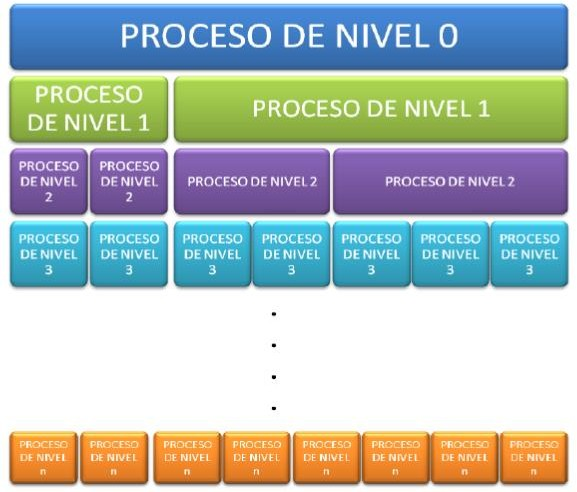 PROCESO DE NIVEL 0
PROCESO
DE NIVEL 1
PROCESO DE NIVEL 1
PROCESO
DE NIVEL
2
PROCESO
DE NIVEL
2
PROCESO DE NIVEL 2
PROCESO DE NIVEL 2
PROCESO
DE NIVEL
3
PROCESO
DE NIVEL
3
PROCESO
DE NIVEL
3
PROCESO
DE NIVEL
3
PROCESO
DE NIVEL
3
PROCESO
DE NIVEL
3
PROCESO
DE NIVEL
3
.
.
.
.
PROCESO
DE NIVEL
n
PROCESO
DE NIVEL
n
PROCESO
DE NIVEL
n
PROCESO
DE NIVEL
n
PROCESO
DE NIVEL
n
PROCESO
DE NIVEL
n
PROCESO
DE NIVEL
n
PROCESO
DE NIVEL
n